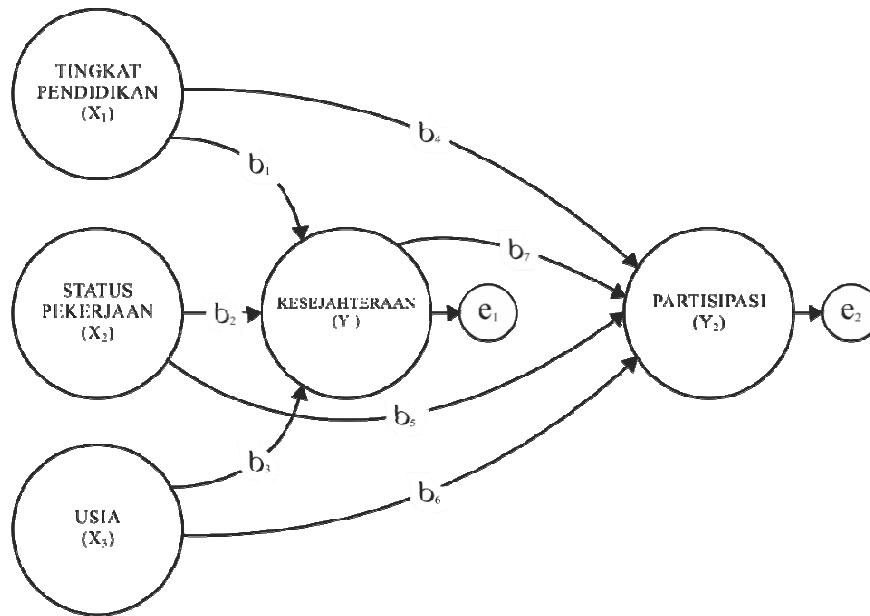 TINGKAT
PENDIDIKAN
(X₁)
b₄
b₁
STATUS
PEKERJAAN
(X₂)
b₂
KESEJAHTERAAN
(Y )
b₇
e₁
PARTISIPASI
(Y₂)
e₂
b₅
b₃
USIA
(X₃)
b₆